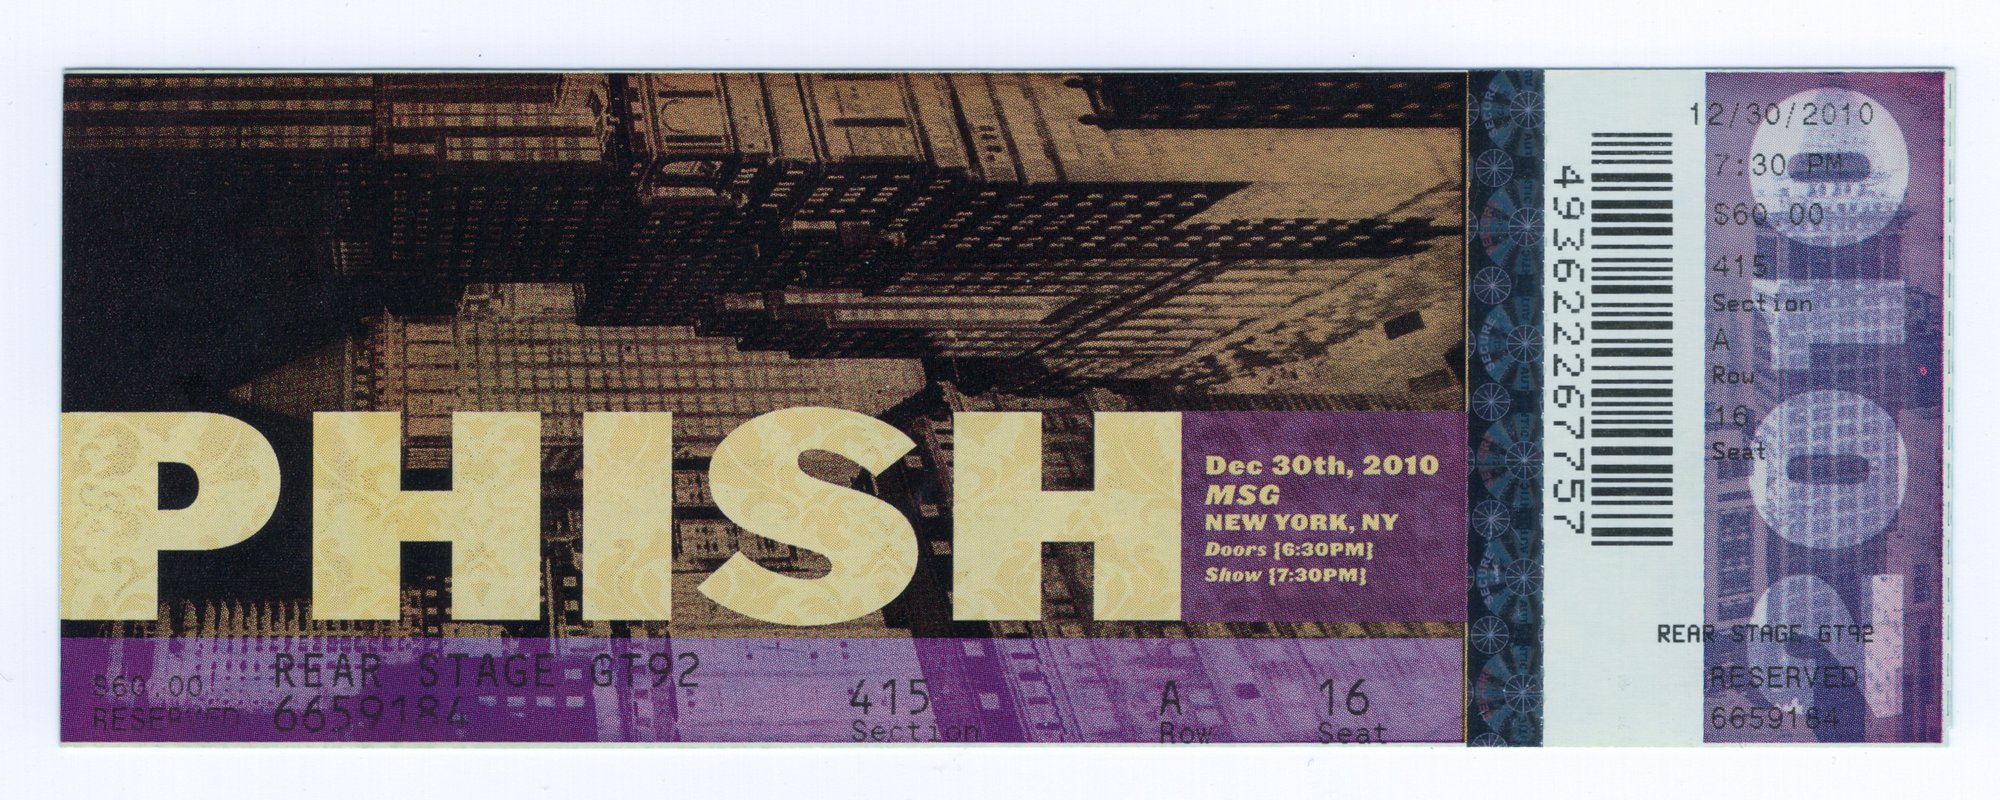 PHISH
Dec 30th, 2010
MSG
NEW YORK, NY
Doors {6:30PM}
Show {7:30PM}
$60.00
RESERVED
REAR STAGE GT92
6659184
415
Section
A
Row
16
Seat
SECURE
493622267757
12/30/2010
7:30 PM
$60.00
415
Section
A
Row
16
Seat
REAR STAGE GT92
RESERVED
6659184
2010